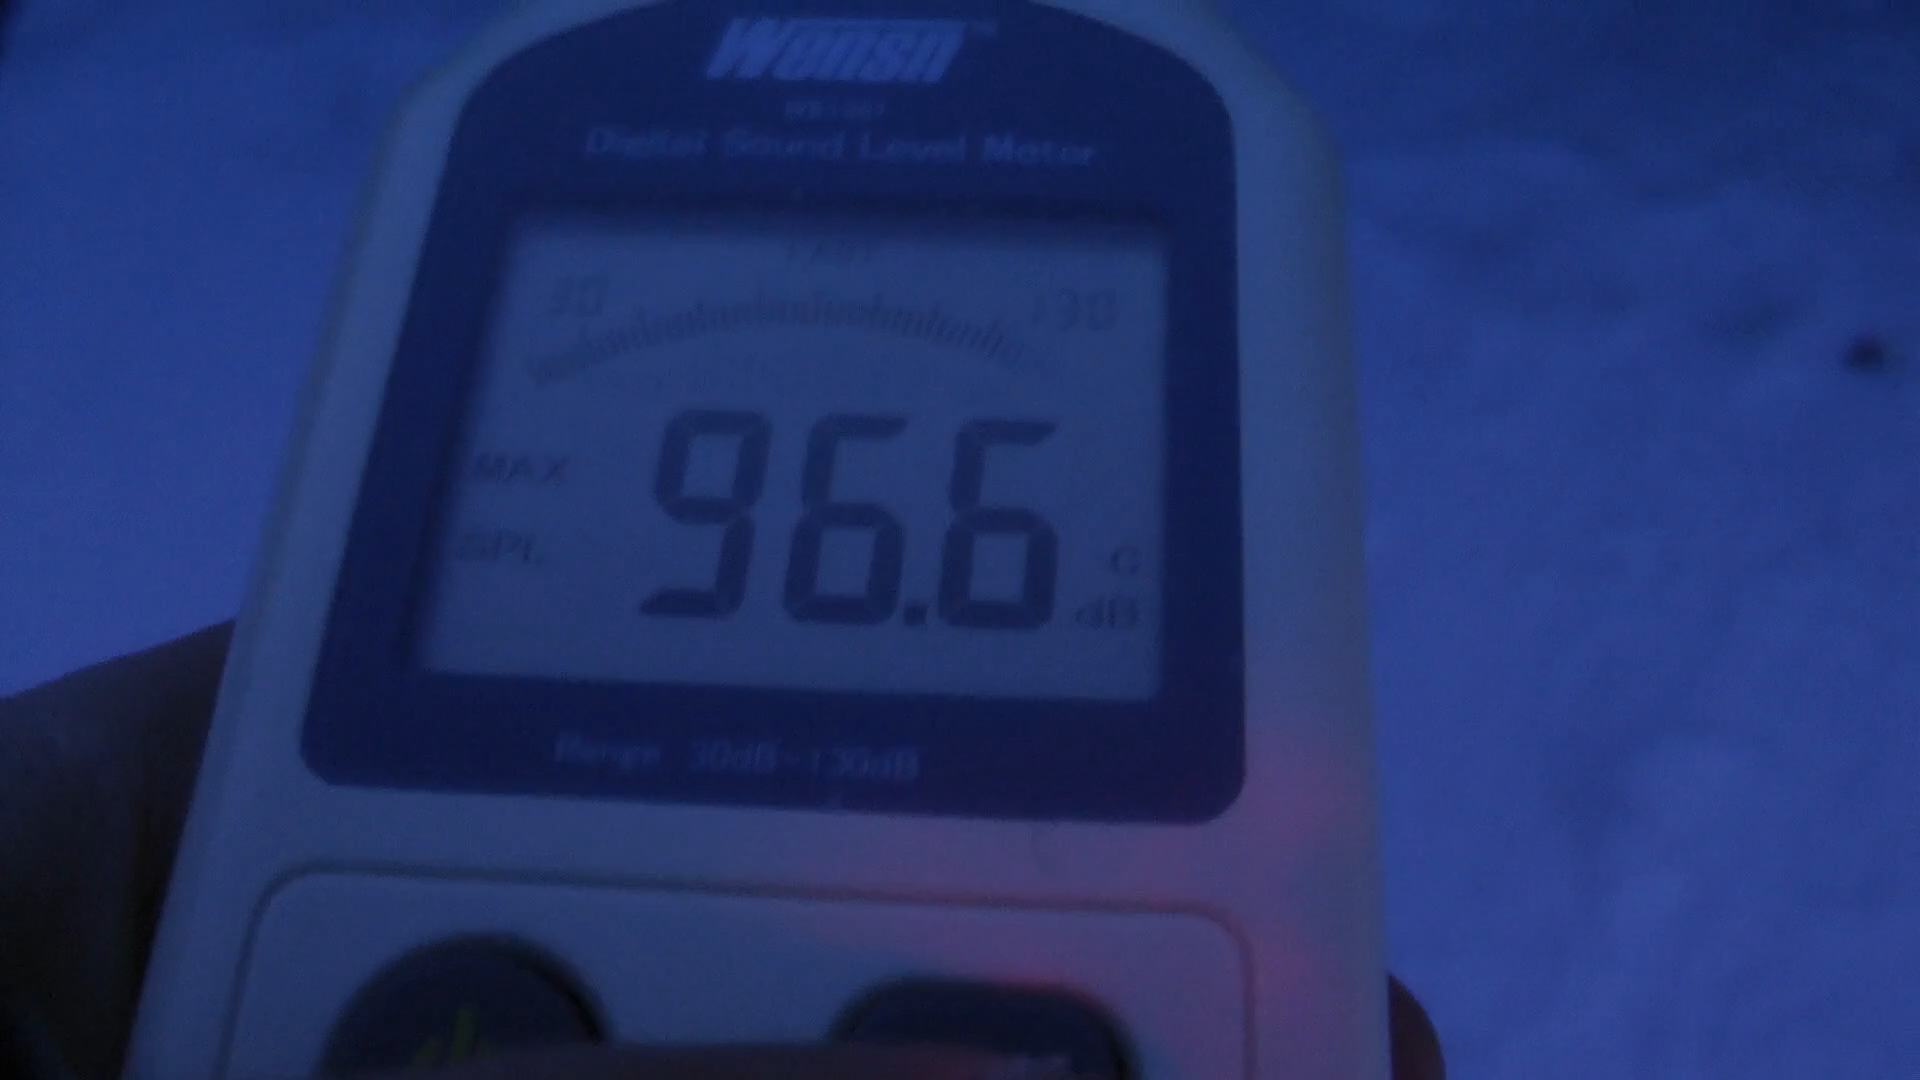 Wensn
Digital Sound Level Meter
30 130
MAX
96.6
SPL
C
dB
Range 30dB~130dB